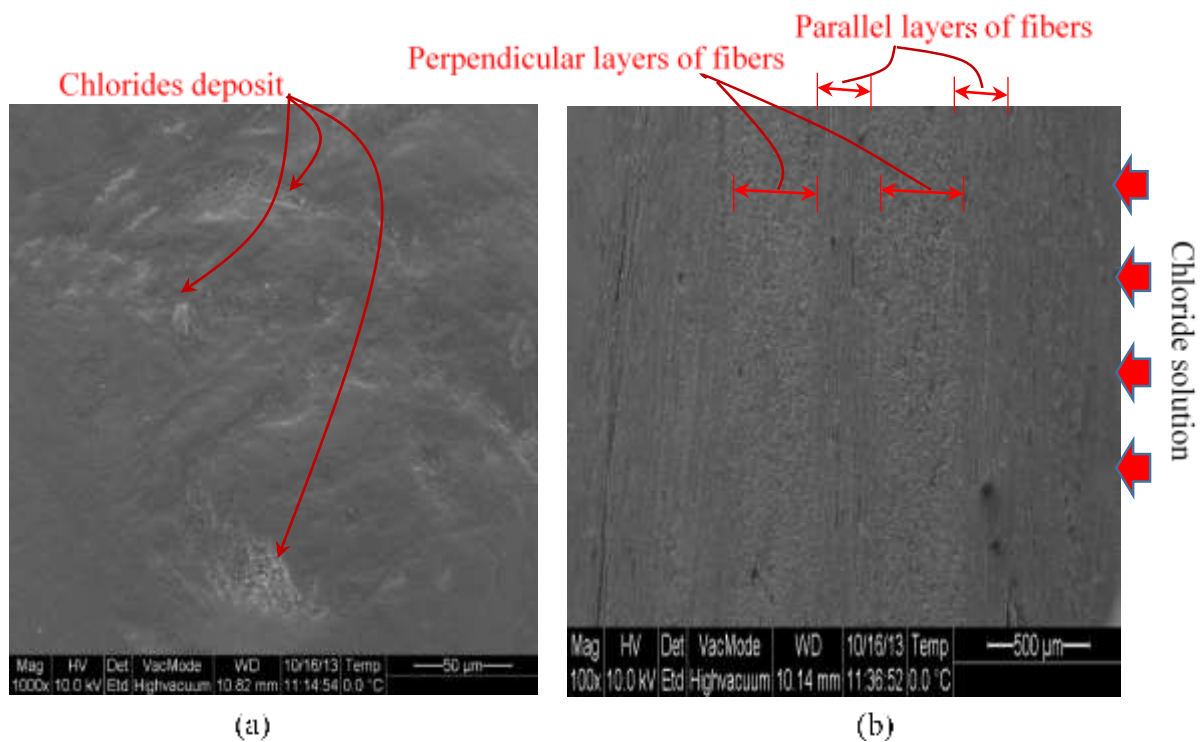 Parallel layers of fibers
Perpendicular layers of fibers
Chlorides deposit
Chloride solution
Mag HV Det VacMode WD 10/16/13 Temp 50 µm
1000x 10.0 kV Etd Highvacuum 10.82 mm 11:14:54 0.0 °C
Mag HV Det VacMode WD 10/16/13 Temp 500 µm
100x 10.0 kV Etd Highvacuum 10.14 mm 11:36:52 0.0 °C
(a)
(b)